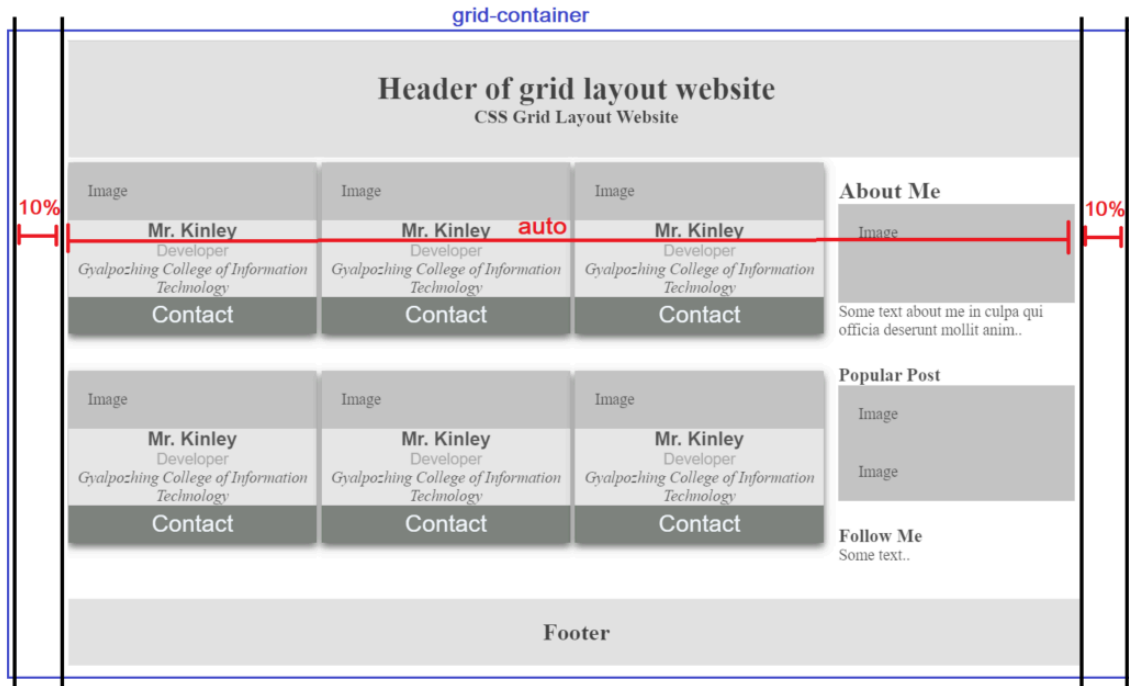 grid-container
Header of grid layout website
CSS Grid Layout Website
10%
auto
10%
Image
Mr. Kinley
Developer
Gyalpozhing College of Information
Technology
Contact
Image
Mr. Kinley
Developer
Gyalpozhing College of Information
Technology
Contact
Image
Mr. Kinley
Developer
Gyalpozhing College of Information
Technology
Contact
About Me
Image
Some text about me in culpa qui
officia deserunt mollit anim..
Image
Mr. Kinley
Developer
Gyalpozhing College of Information
Technology
Contact
Image
Mr. Kinley
Developer
Gyalpozhing College of Information
Technology
Contact
Image
Mr. Kinley
Developer
Gyalpozhing College of Information
Technology
Contact
Popular Post
Image
Image
Follow Me
Some text..
Footer